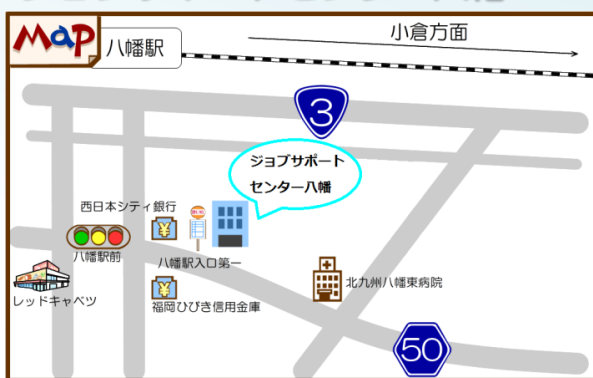 MaP
八幡駅
小倉方面
3
ジョブサポート
センター八幡
西日本シティ銀行
八幡駅前
八幡駅入口第一
レッドキャベツ
福岡ひびき信用金庫
北九州八幡東病院
50